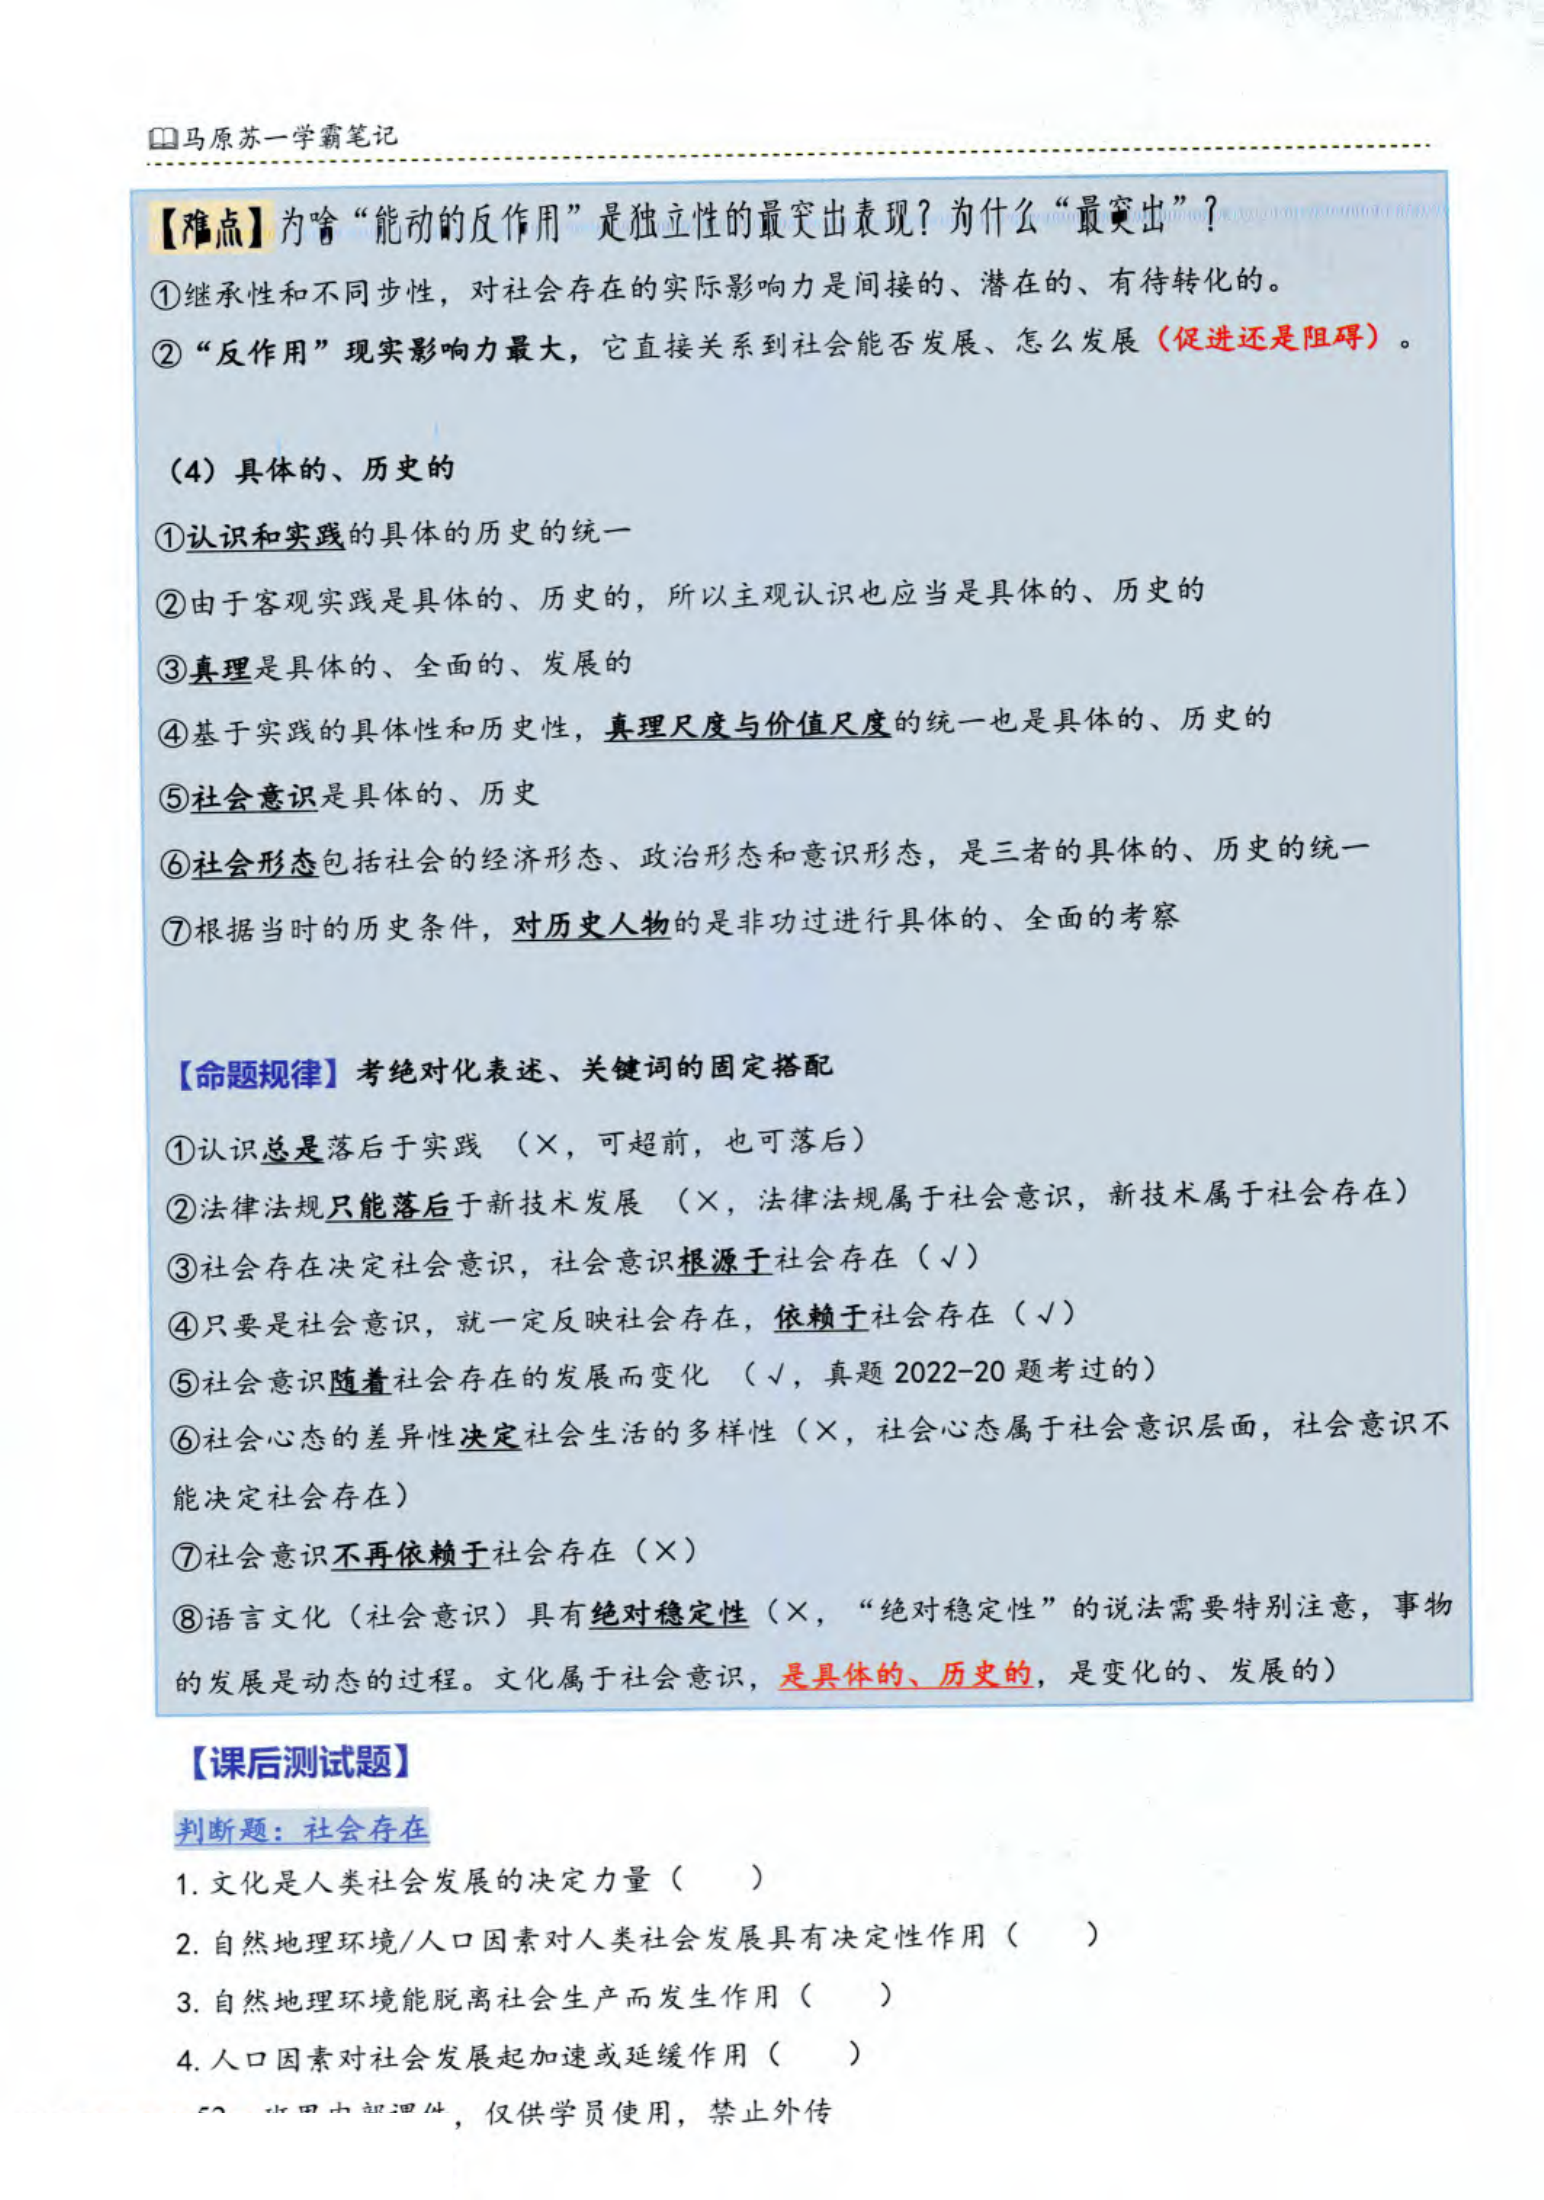 马原苏一学霸笔记
【难点】为啥“能动的反作用”是独立性的最突出表现？为什么“最突出”？
①继承性和不同步性，对社会存在的实际影响力是间接的、潜在的、有待转化的。
②“反作用”现实影响力最大，它直接关系到社会能否发展、怎么发展（促进还是阻碍）。
（4）具体的、历史的
①认识和实践的具体的历史的统一
②由于客观实践是具体的、历史的，所以主观认识也应当是具体的、历史的
③真理是具体的、全面的、发展的
④基于实践的具体性和历史性，真理尺度与价值尺度的统一也是具体的、历史的
⑤社会意识是具体的、历史
⑥社会形态包括社会的经济形态、政治形态和意识形态，是三者的具体的、历史的统一
⑦根据当时的历史条件，对历史人物的是非功过进行具体的、全面的考察
【命题规律】考绝对化表述、关键词的固定搭配
①认识总是落后于实践 （×，可超前，也可落后）
②法律法规只能落后于新技术发展 （×，法律法规属于社会意识，新技术属于社会存在）
③社会存在决定社会意识，社会意识根源于社会存在（√）
④只要是社会意识，就一定反映社会存在，依赖于社会存在（√）
⑤社会意识随着社会存在的发展而变化 （√，真题 2022-20 题考过的）
⑥社会心态的差异性决定社会生活的多样性（×，社会心态属于社会意识层面，社会意识不
能决定社会存在）
⑦社会意识不再依赖于社会存在（×）
⑧语言文化（社会意识）具有绝对稳定性（×，“绝对稳定性”的说法需要特别注意，事物
的发展是动态的过程。文化属于社会意识，是具体的、历史的，是变化的、发展的）
【课后测试题】
判断题：社会存在
1. 文化是人类社会发展的决定力量（ ）
2. 自然地理环境/人口因素对人类社会发展具有决定性作用（ ）
3. 自然地理环境能脱离社会生产而发生作用（ ）
4. 人口因素对社会发展起加速或延缓作用（ ）
，仅供学员使用，禁止外传